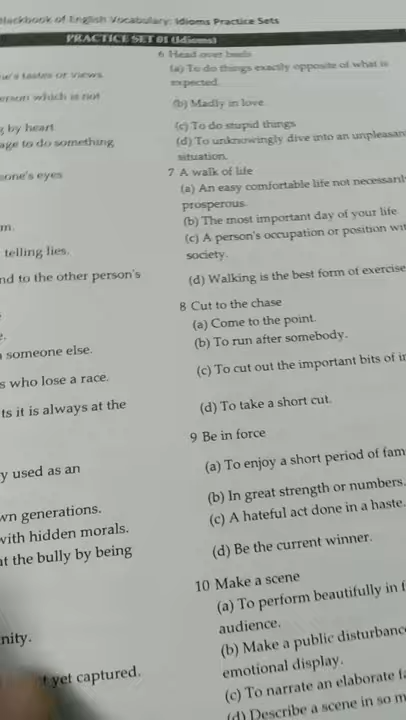 Blackbook of English Vocabulary: Idioms Practice Sets
PRACTICE SET 01 (Idioms)
tastes or views.
which is not
by heart
to do something
eyes
telling lies.
to the other person's
someone else.
s who lose a race.
ts it is always at the
used as an
generations.
with hidden morals.
at the bully by being
yet captured.
6 Head over heels
(a) To do things exactly opposite of what is
expected.
(b) Madly in love
(c) To do stupid things
(d) To unknowingly dive into an unpleasan
situation.
7 A walk of life
(a) An easy comfortable life not necessaril
prosperous.
(b) The most important day of your life
(c) A person's occupation or position wit
society.
(d) Walking is the best form of exercise
8 Cut to the chase
(a) Come to the point.
(b) To run after somebody.
(c) To cut out the important bits of i
(d) To take a short cut.
9 Be in force
(a) To enjoy a short period of fam
(b) In great strength or numbers.
(c) A hateful act done in a haste.
(d) Be the current winner.
10 Make a scene
(a) To perform beautifully in f
audience.
(b) Make a public disturbanc
emotional display.
(c) To narrate an elaborate fa
(d) Describe a scene in so m